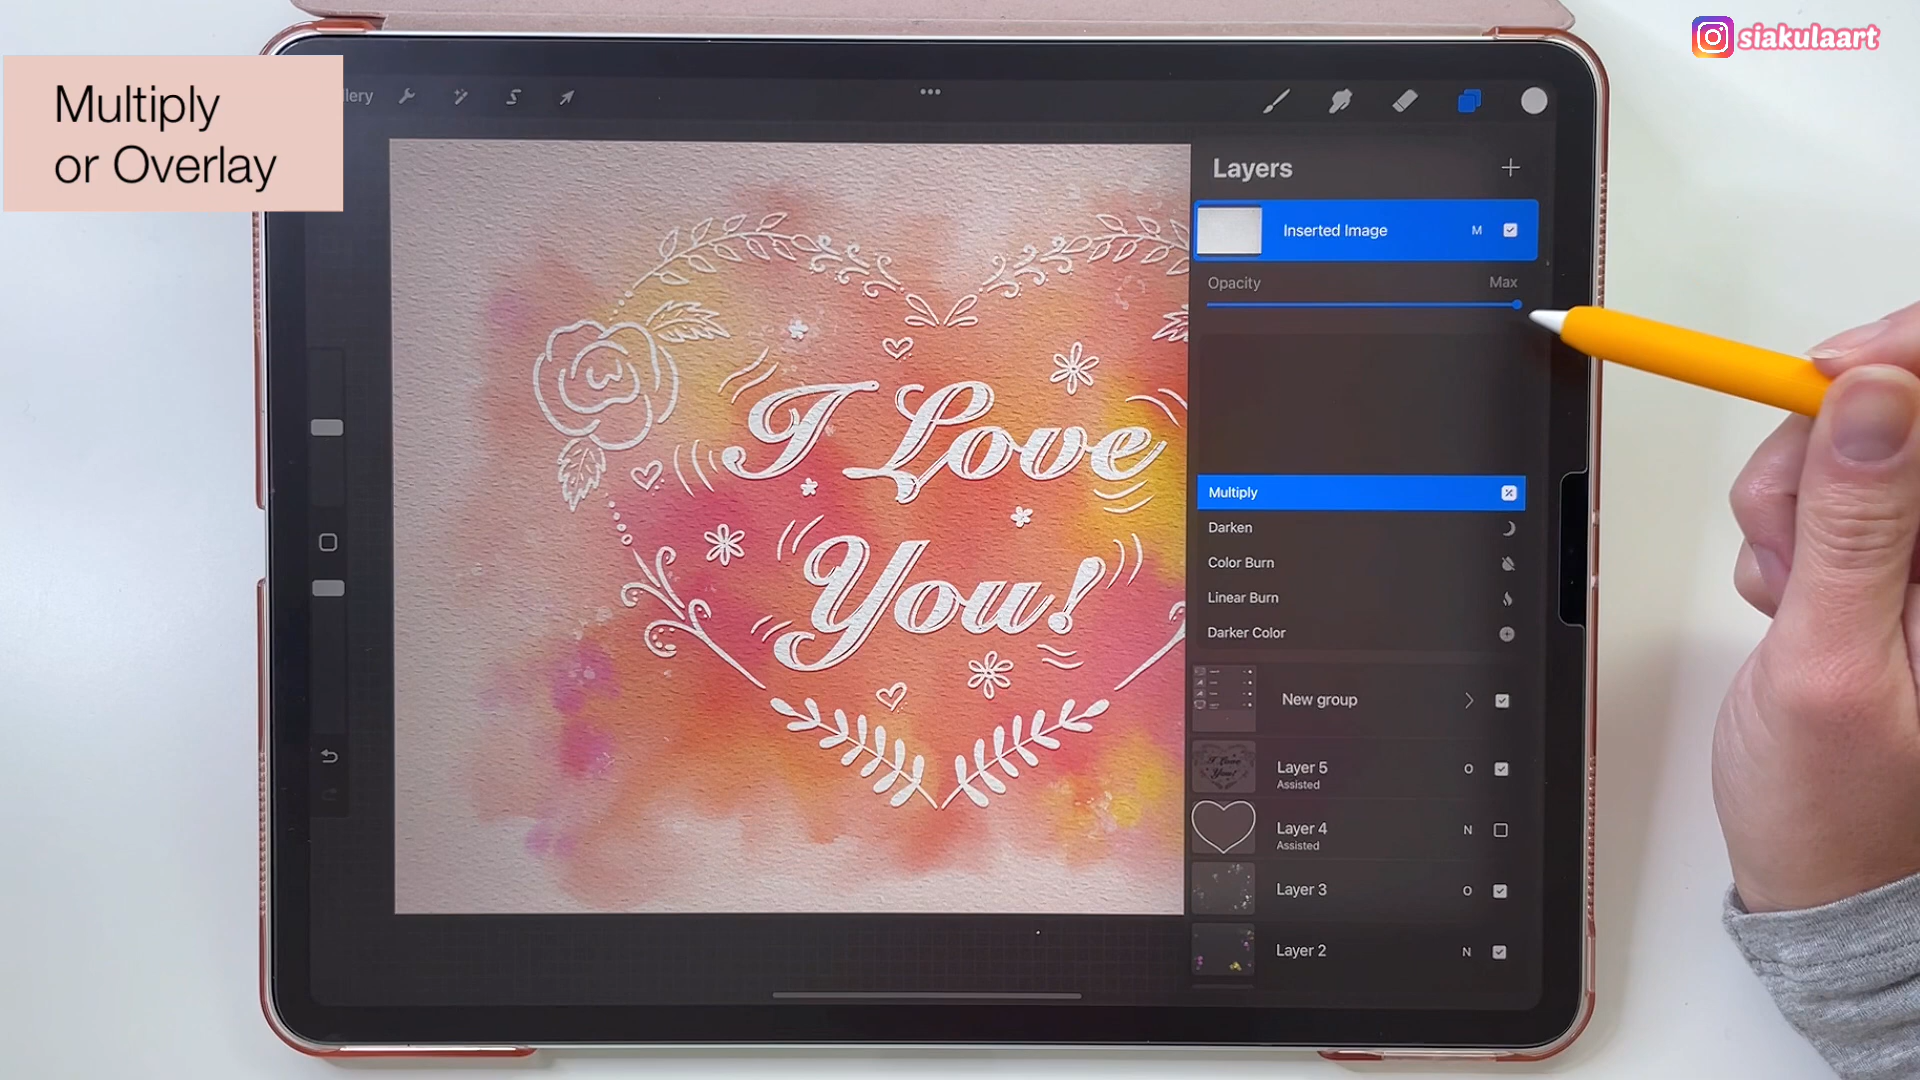 siakulaart
Multiply
or Overlay
llery
Layers
Inserted Image M
Opacity Max
I Love
You!
Multiply
Darken
Color Burn
Linear Burn
Darker Color
New group
Layer 5 O
Assisted
Layer 4 N
Assisted
Layer 3 O
Layer 2 N